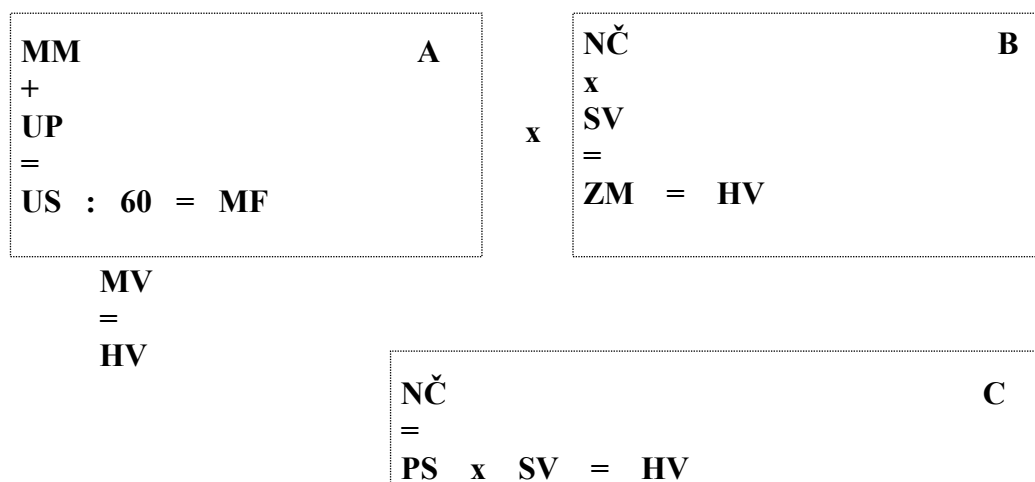 MM A
+
UP
=
US : 60 = MF
x
NČ B
x
SV
=
ZM = HV
MV
=
HV
NČ C
=
PS x SV = HV